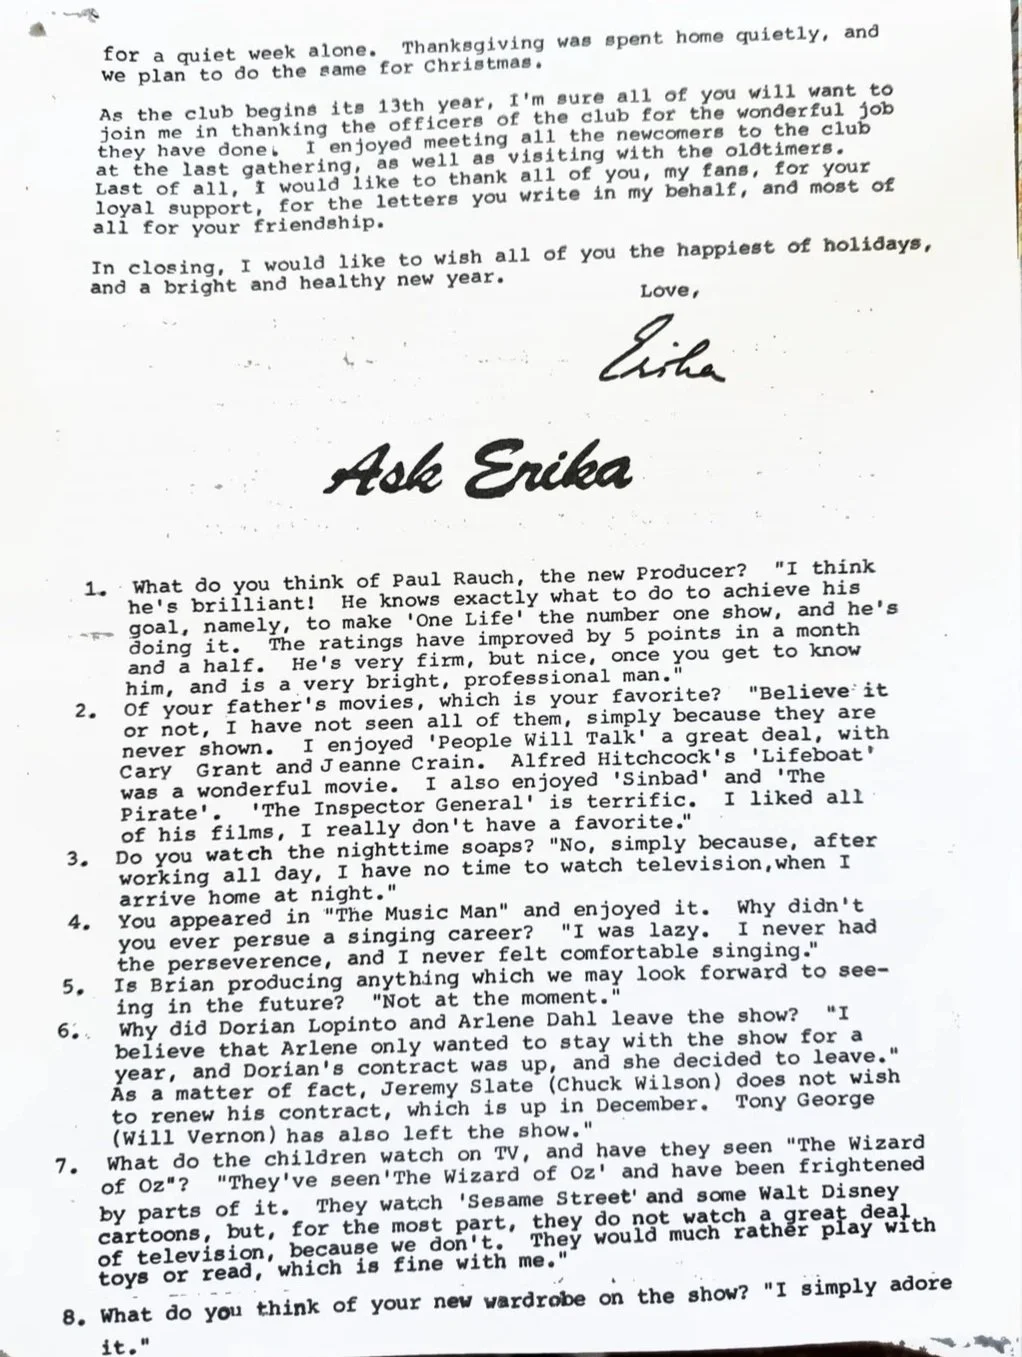 for a quiet week alone. Thanksgiving was spent home quietly, and
we plan to do the same for Christmas.
As the club begins its 13th year, I'm sure all of you will want to
join me in thanking the officers of the club for the wonderful job
they have done. I enjoyed meeting all the newcomers to the club
at the last gathering, as well as visiting with the oldtimers.
Last of all, I would like to thank all of you, my fans, for your
loyal support, for the letters you write in my behalf, and most of
all for your friendship.
In closing, I would like to wish all of you the happiest of holidays,
and a bright and healthy new year.
Love,
Erika
Ask Erika
1. What do you think of Paul Rauch, the new Producer? "I think
he's brilliant! He knows exactly what to do to achieve his
goal, namely, to make 'One Life' the number one show, and he's
doing it. The ratings have improved by 5 points in a month
and a half. He's very firm, but nice, once you get to know
him, and is a very bright, professional man."
2. Of your father's movies, which is your favorite? "Believe it
or not, I have not seen all of them, simply because they are
never shown. I enjoyed 'People Will Talk' a great deal, with
Cary Grant and Jeanne Crain. Alfred Hitchcock's 'Lifeboat'
was a wonderful movie. I also enjoyed 'Sinbad' and 'The
Pirate'. 'The Inspector General' is terrific. I liked all
of his films, I really don't have a favorite."
3. Do you watch the nighttime soaps? "No, simply because, after
working all day, I have no time to watch television,when I
arrive home at night."
4. You appeared in "The Music Man" and enjoyed it. Why didn't
you ever persue a singing career? "I was lazy. I never had
the perseverence, and I never felt comfortable singing."
5. Is Brian producing anything which we may look forward to see-
ing in the future? "Not at the moment."
6. Why did Dorian Lopinto and Arlene Dahl leave the show? "I
believe that Arlene only wanted to stay with the show for a
year, and Dorian's contract was up, and she decided to leave."
As a matter of fact, Jeremy Slate (Chuck Wilson) does not wish
to renew his contract, which is up in December. Tony George
(Will Vernon) has also left the show."
7. What do the children watch on TV, and have they seen "The Wizard
of Oz"? "They've seen'The Wizard of Oz' and have been frightened
by parts of it. They watch 'Sesame Street' and some Walt Disney
cartoons, but, for the most part, they do not watch a great deal
of television, because we don't. They would much rather play with
toys or read, which is fine with me."
8. What do you think of your new wardrobe on the show? "I simply adore
it."